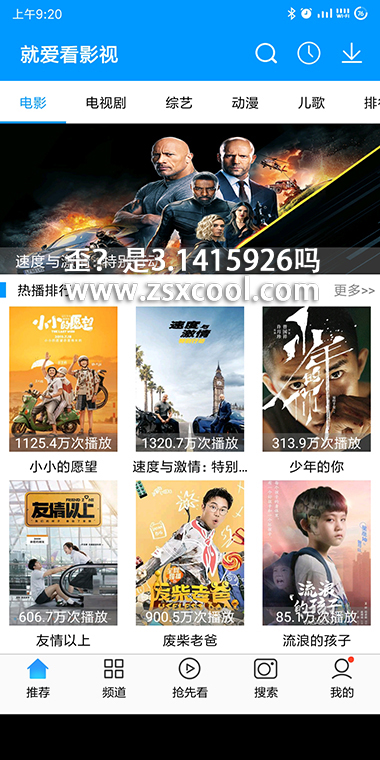 上午9:20
76
就爱看影视
电影 电视剧 综艺 动漫 儿歌 排
速度与激情：特别行动
歪？是3.1415926吗
热播排行
更多>>
www.zsxcool.com
小小的愿望
速度与激情
少年的你
1125.4万次播放 1320.7万次播放 313.9万次播放
小小的愿望 速度与激情：特别... 少年的你
友情以上
废柴老爸
流浪的孩子
606.7万次播放 900.5万次播放 85.1万次播放
友情以上 废柴老爸 流浪的孩子
推荐 频道 抢先看 搜索 我的